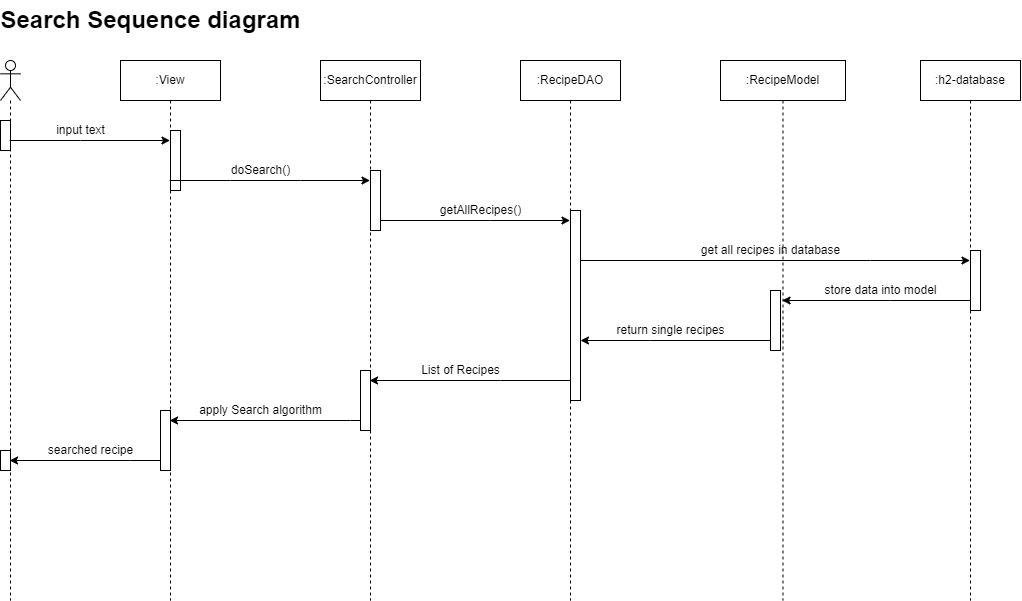 Search Sequence diagram
:View
:SearchController
:RecipeDAO
:RecipeModel
:h2-database
input text
doSearch()
getAllRecipes()
get all recipes in database
store data into model
return single recipes
List of Recipes
apply Search algorithm
searched recipe